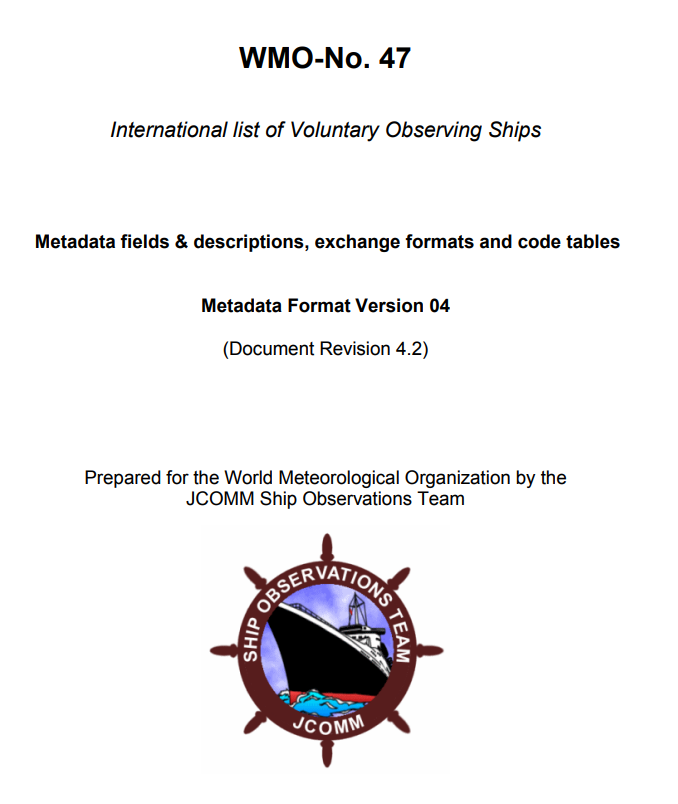 WMO-No. 47
International list of Voluntary Observing Ships
Metadata fields & descriptions, exchange formats and code tables
Metadata Format Version 04
(Document Revision 4.2)
Prepared for the World Meteorological Organization by the
JCOMM Ship Observations Team
SHIP OBSERVATIONS TEAM
JCOMM